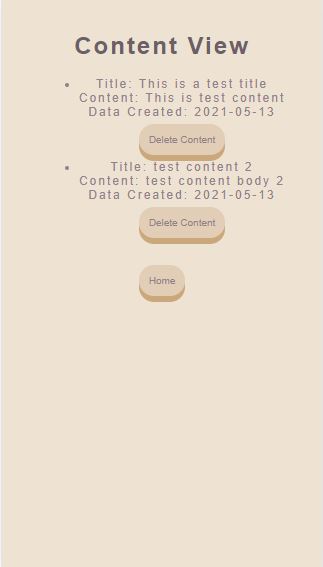 Content View
Title: This is a test title
Content: This is test content
Data Created: 2021-05-13
Delete Content
Title: test content 2
Content: test content body 2
Data Created: 2021-05-13
Delete Content
Home